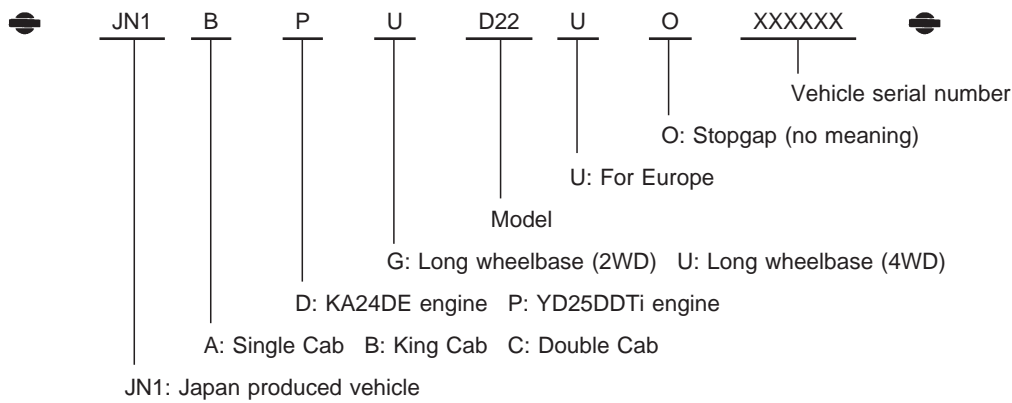 JN1 B P U D22 U O XXXXXX
Vehicle serial number
O: Stopgap (no meaning)
U: For Europe
Model
G: Long wheelbase (2WD) U: Long wheelbase (4WD)
D: KA24DE engine P: YD25DDTi engine
A: Single Cab B: King Cab C: Double Cab
JN1: Japan produced vehicle